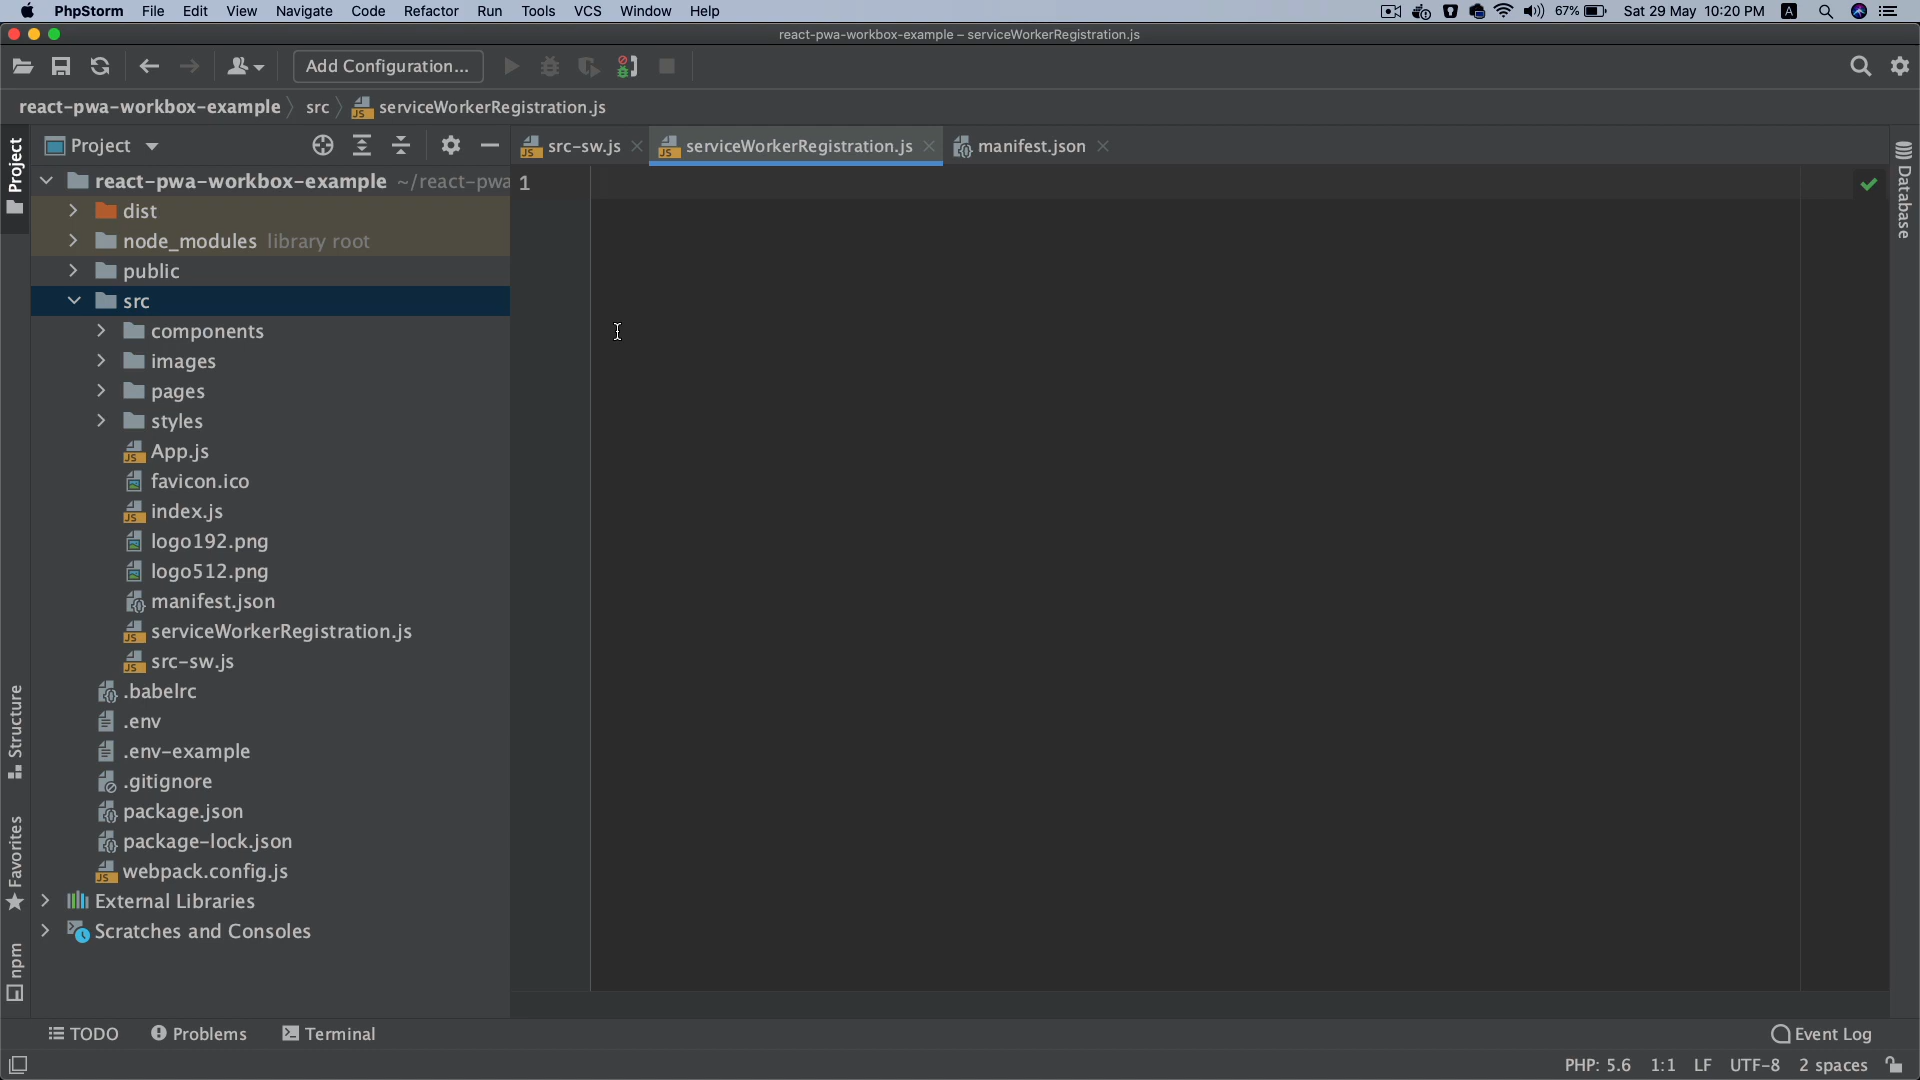 PhpStorm File Edit View Navigate Code Refactor Run Tools VCS Window Help 67% Sat 29 May 10:20 PM A
react-pwa-workbox-example – serviceWorkerRegistration.js
Add Configuration...
react-pwa-workbox-example src serviceWorkerRegistration.js
Project
Project
src-sw.js serviceWorkerRegistration.js manifest.json
react-pwa-workbox-example ~/react-pwa
1
dist
node_modules library root
public
src
components
images
pages
styles
App.js
favicon.ico
index.js
logo192.png
logo512.png
manifest.json
serviceWorkerRegistration.js
src-sw.js
.babelrc
.env
.env-example
.gitignore
package.json
package-lock.json
webpack.config.js
External Libraries
Scratches and Consoles
Structure
Favorites
npm
Database
TODO Problems Terminal Event Log
PHP: 5.6 1:1 LF UTF-8 2 spaces